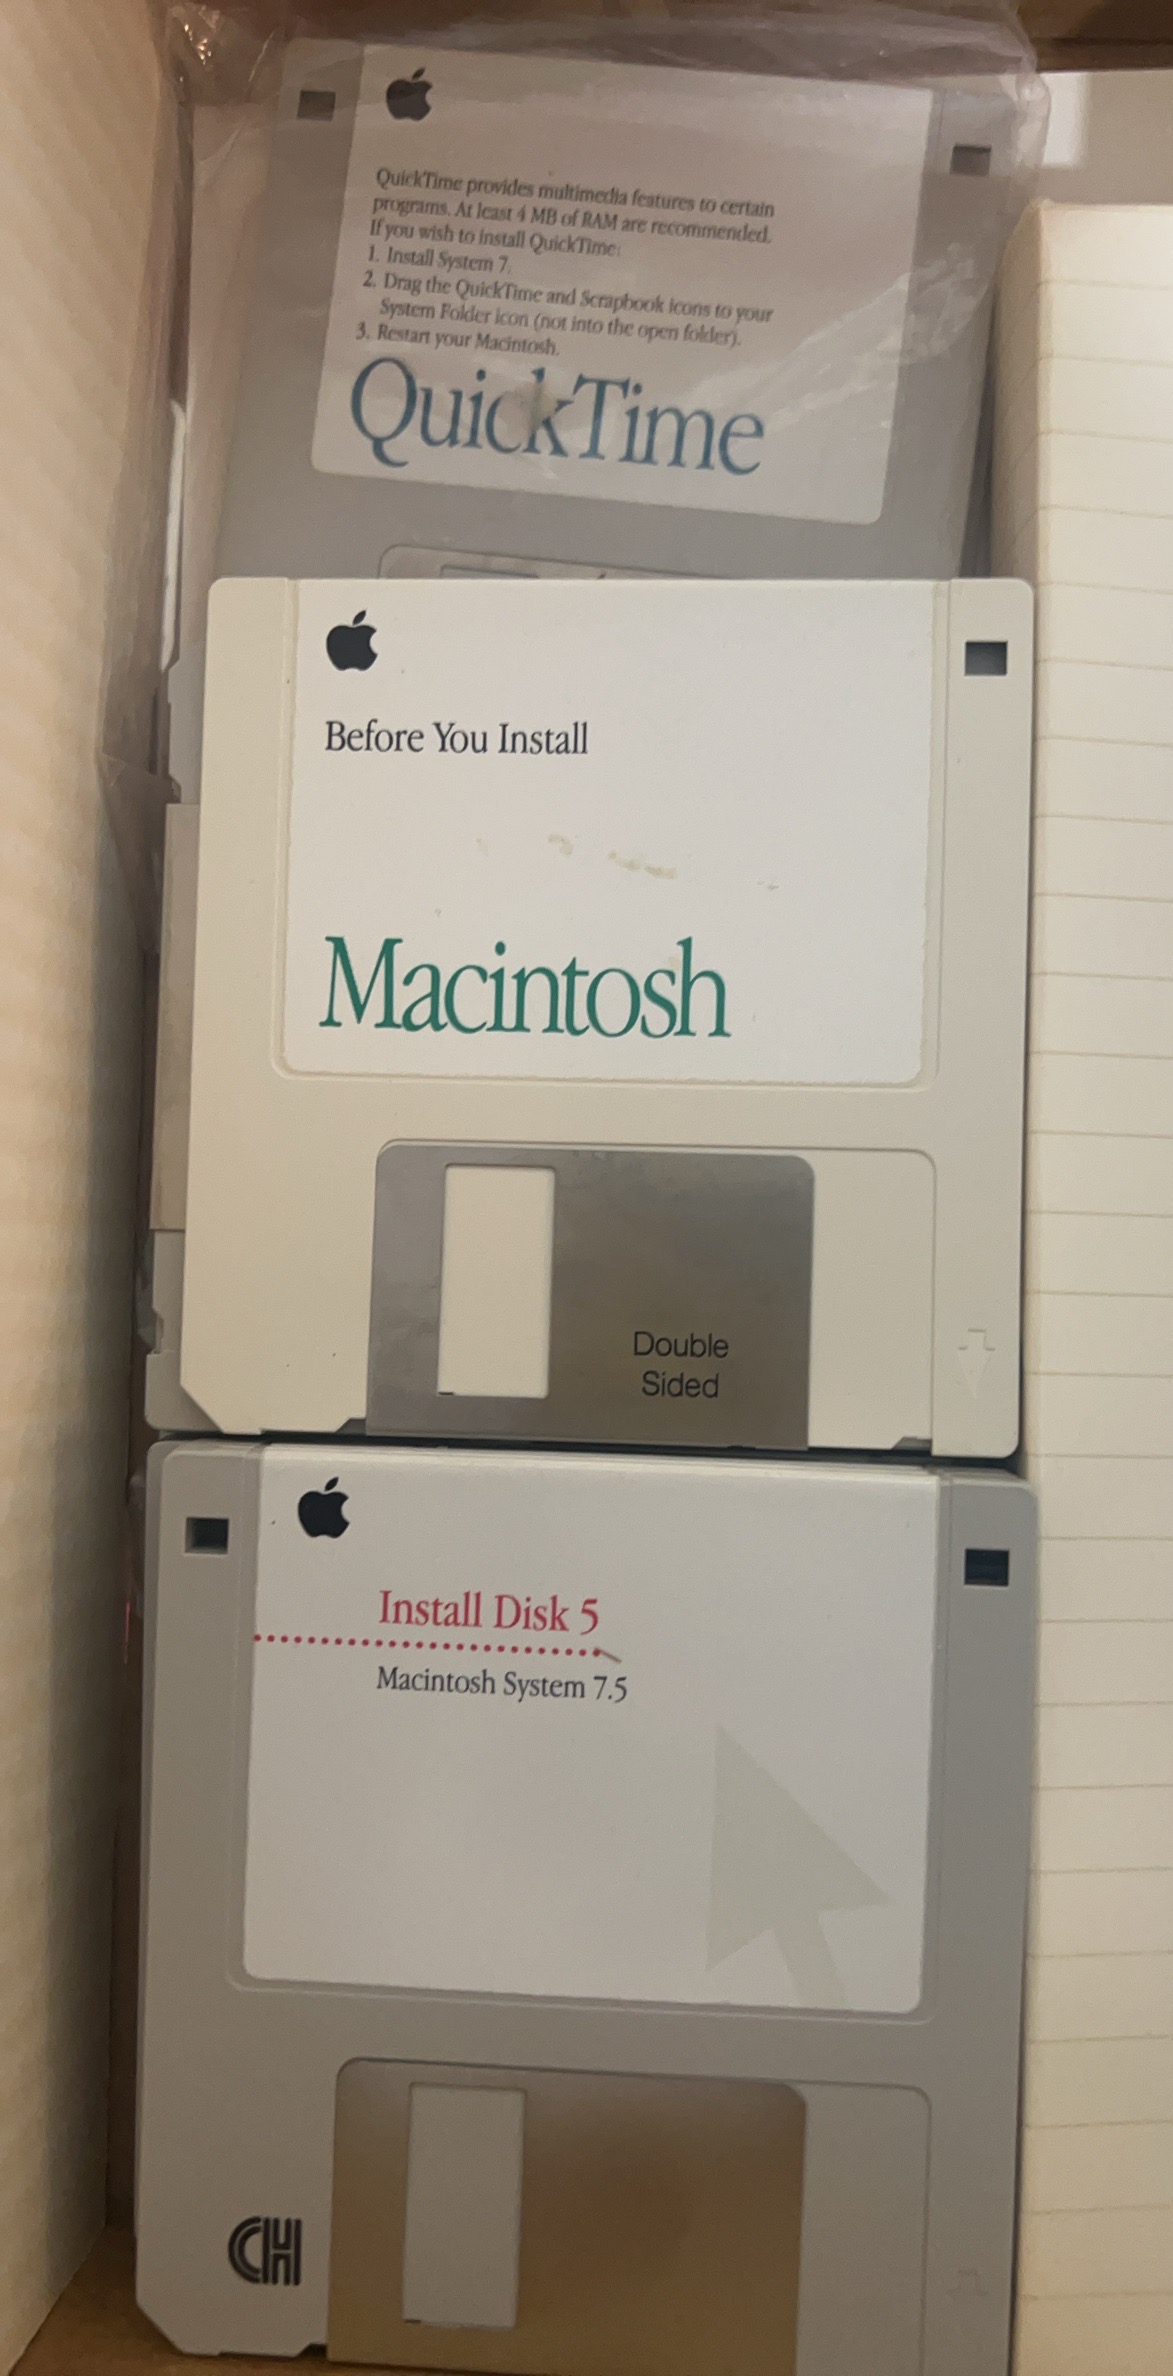 QuickTime provides multimedia features to certain
programs. At least 4 MB of RAM are recommended.
If you wish to install QuickTime:
1. Install System 7.
2. Drag the QuickTime and Scrapbook icons to your
System Folder icon (not into the open folder).
3. Restart your Macintosh.
QuickTime
Before You Install
Macintosh
Double
Sided
Install Disk 5
Macintosh System 7.5
HD